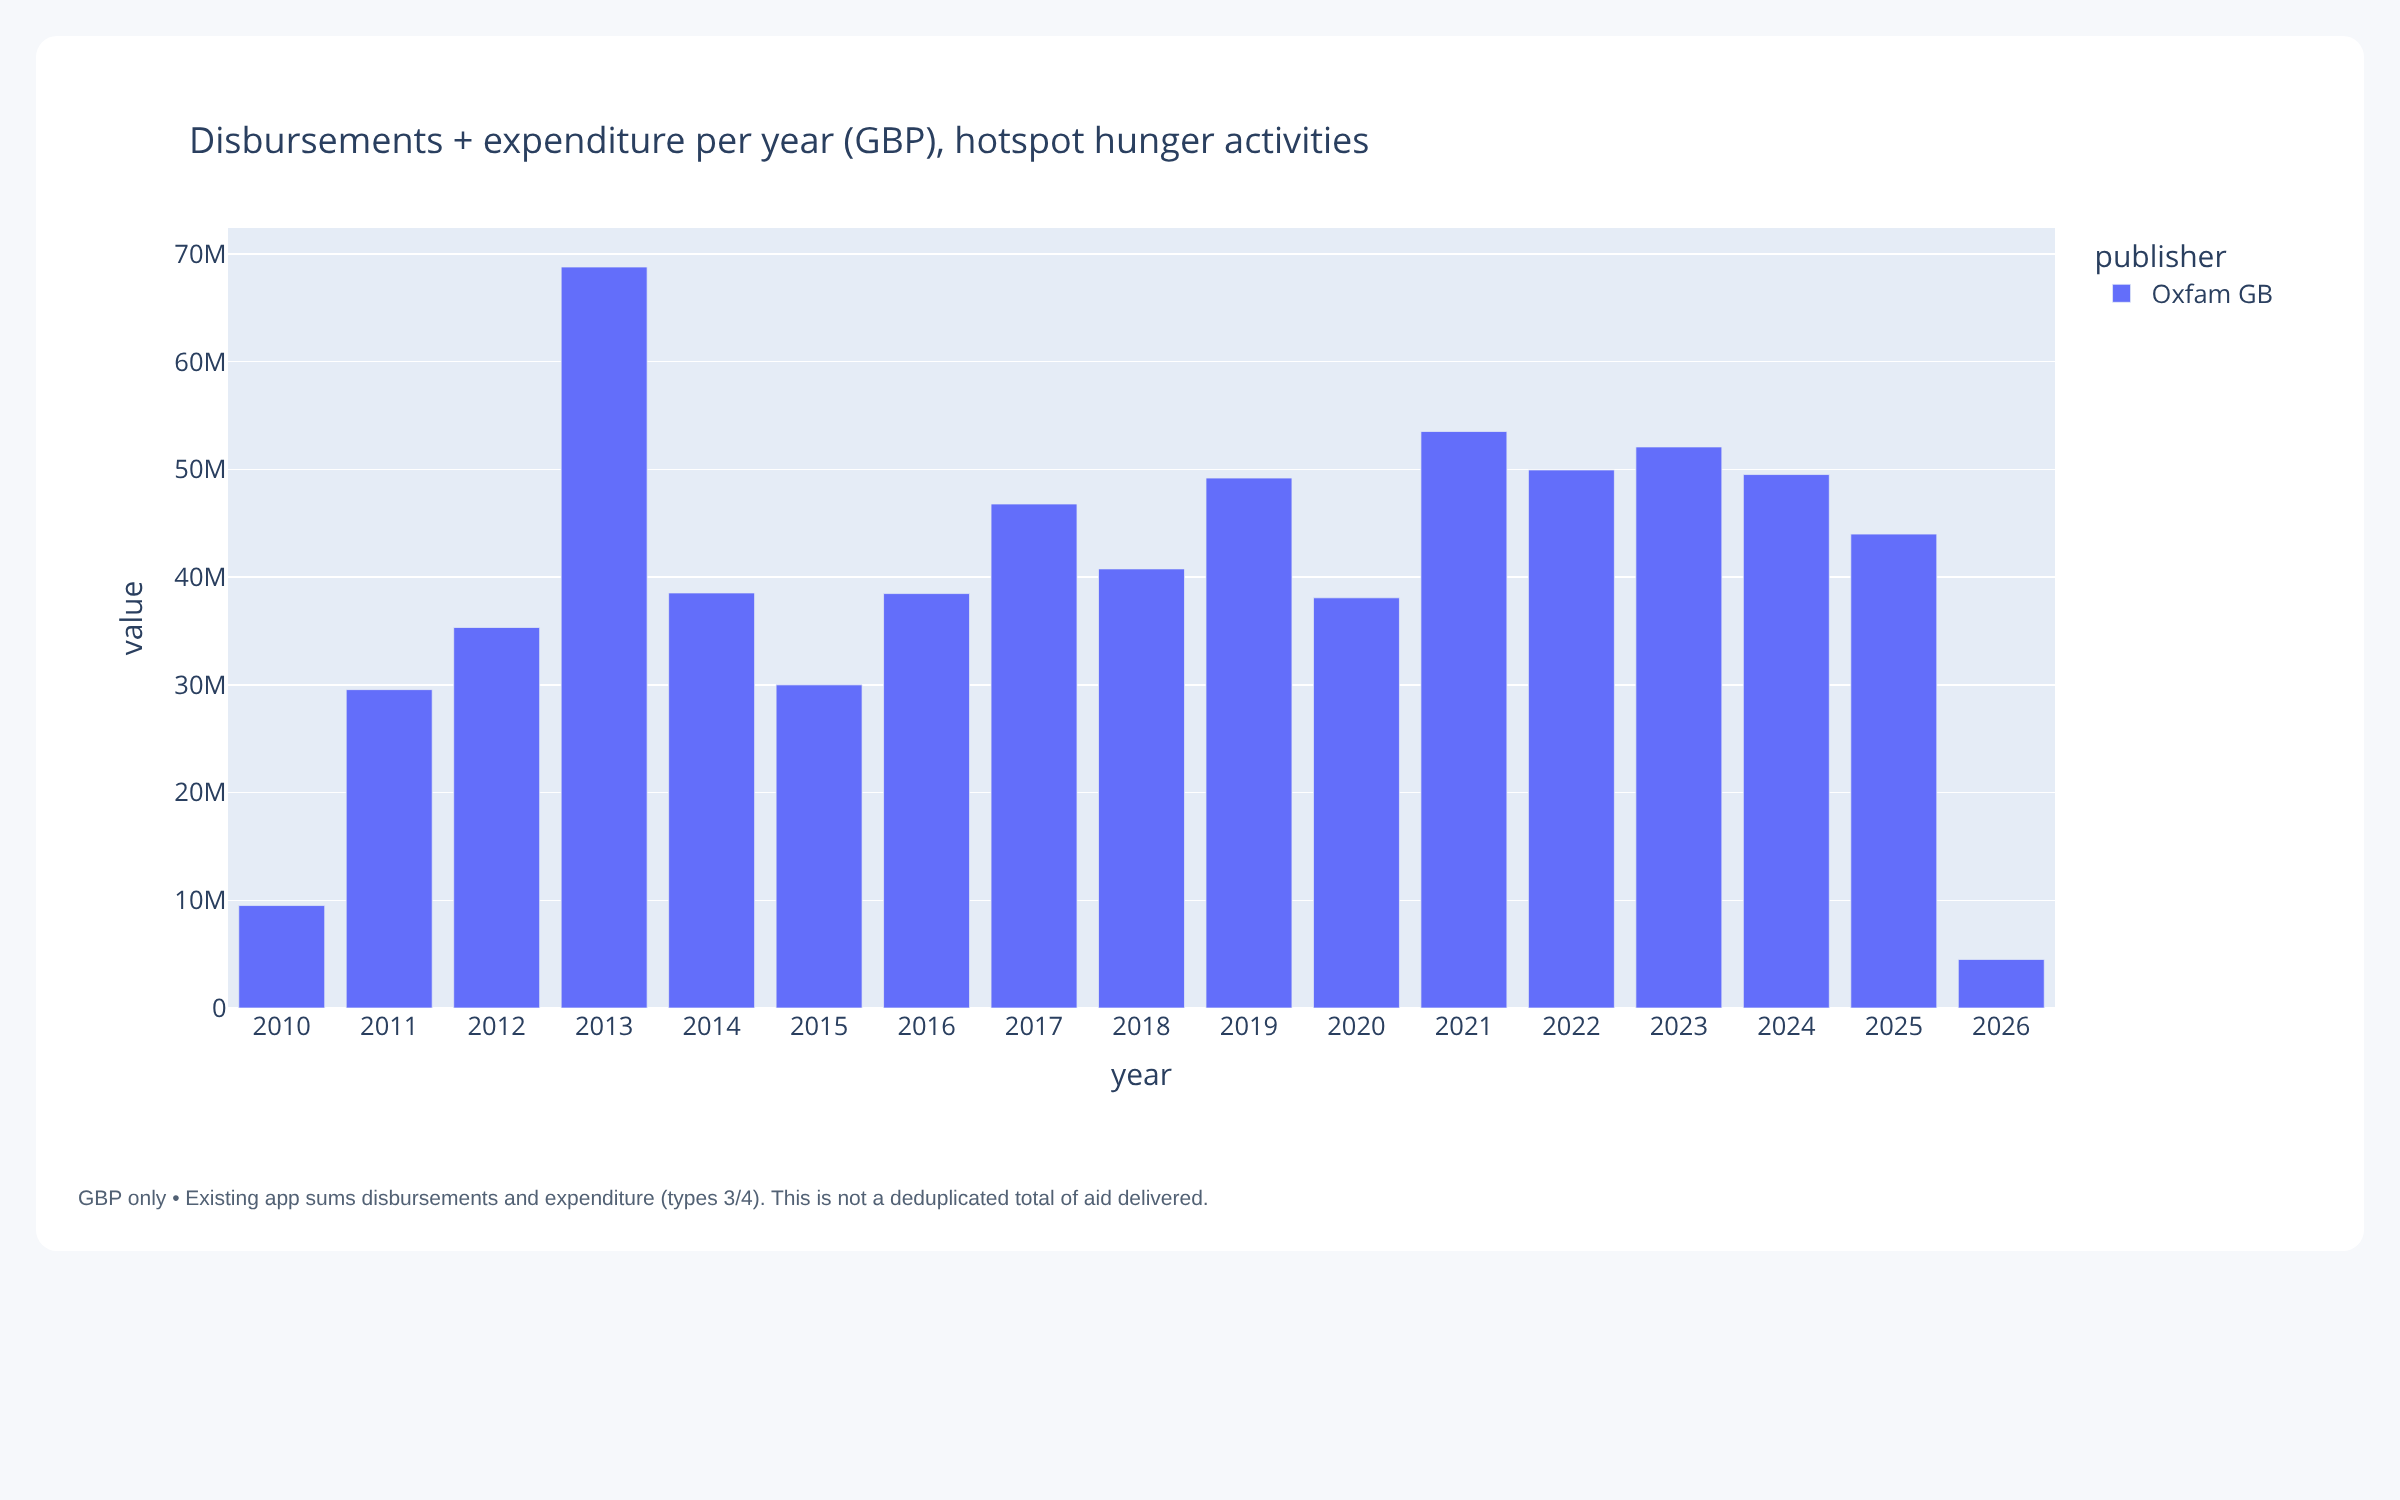 Disbursements + expenditure per year (GBP), hotspot hunger activities
publisher
Oxfam GB
value
70M
60M
50M
40M
30M
20M
10M
0
2010 2011 2012 2013 2014 2015 2016 2017 2018 2019 2020 2021 2022 2023 2024 2025 2026
year
GBP only • Existing app sums disbursements and expenditure (types 3/4). This is not a deduplicated total of aid delivered.